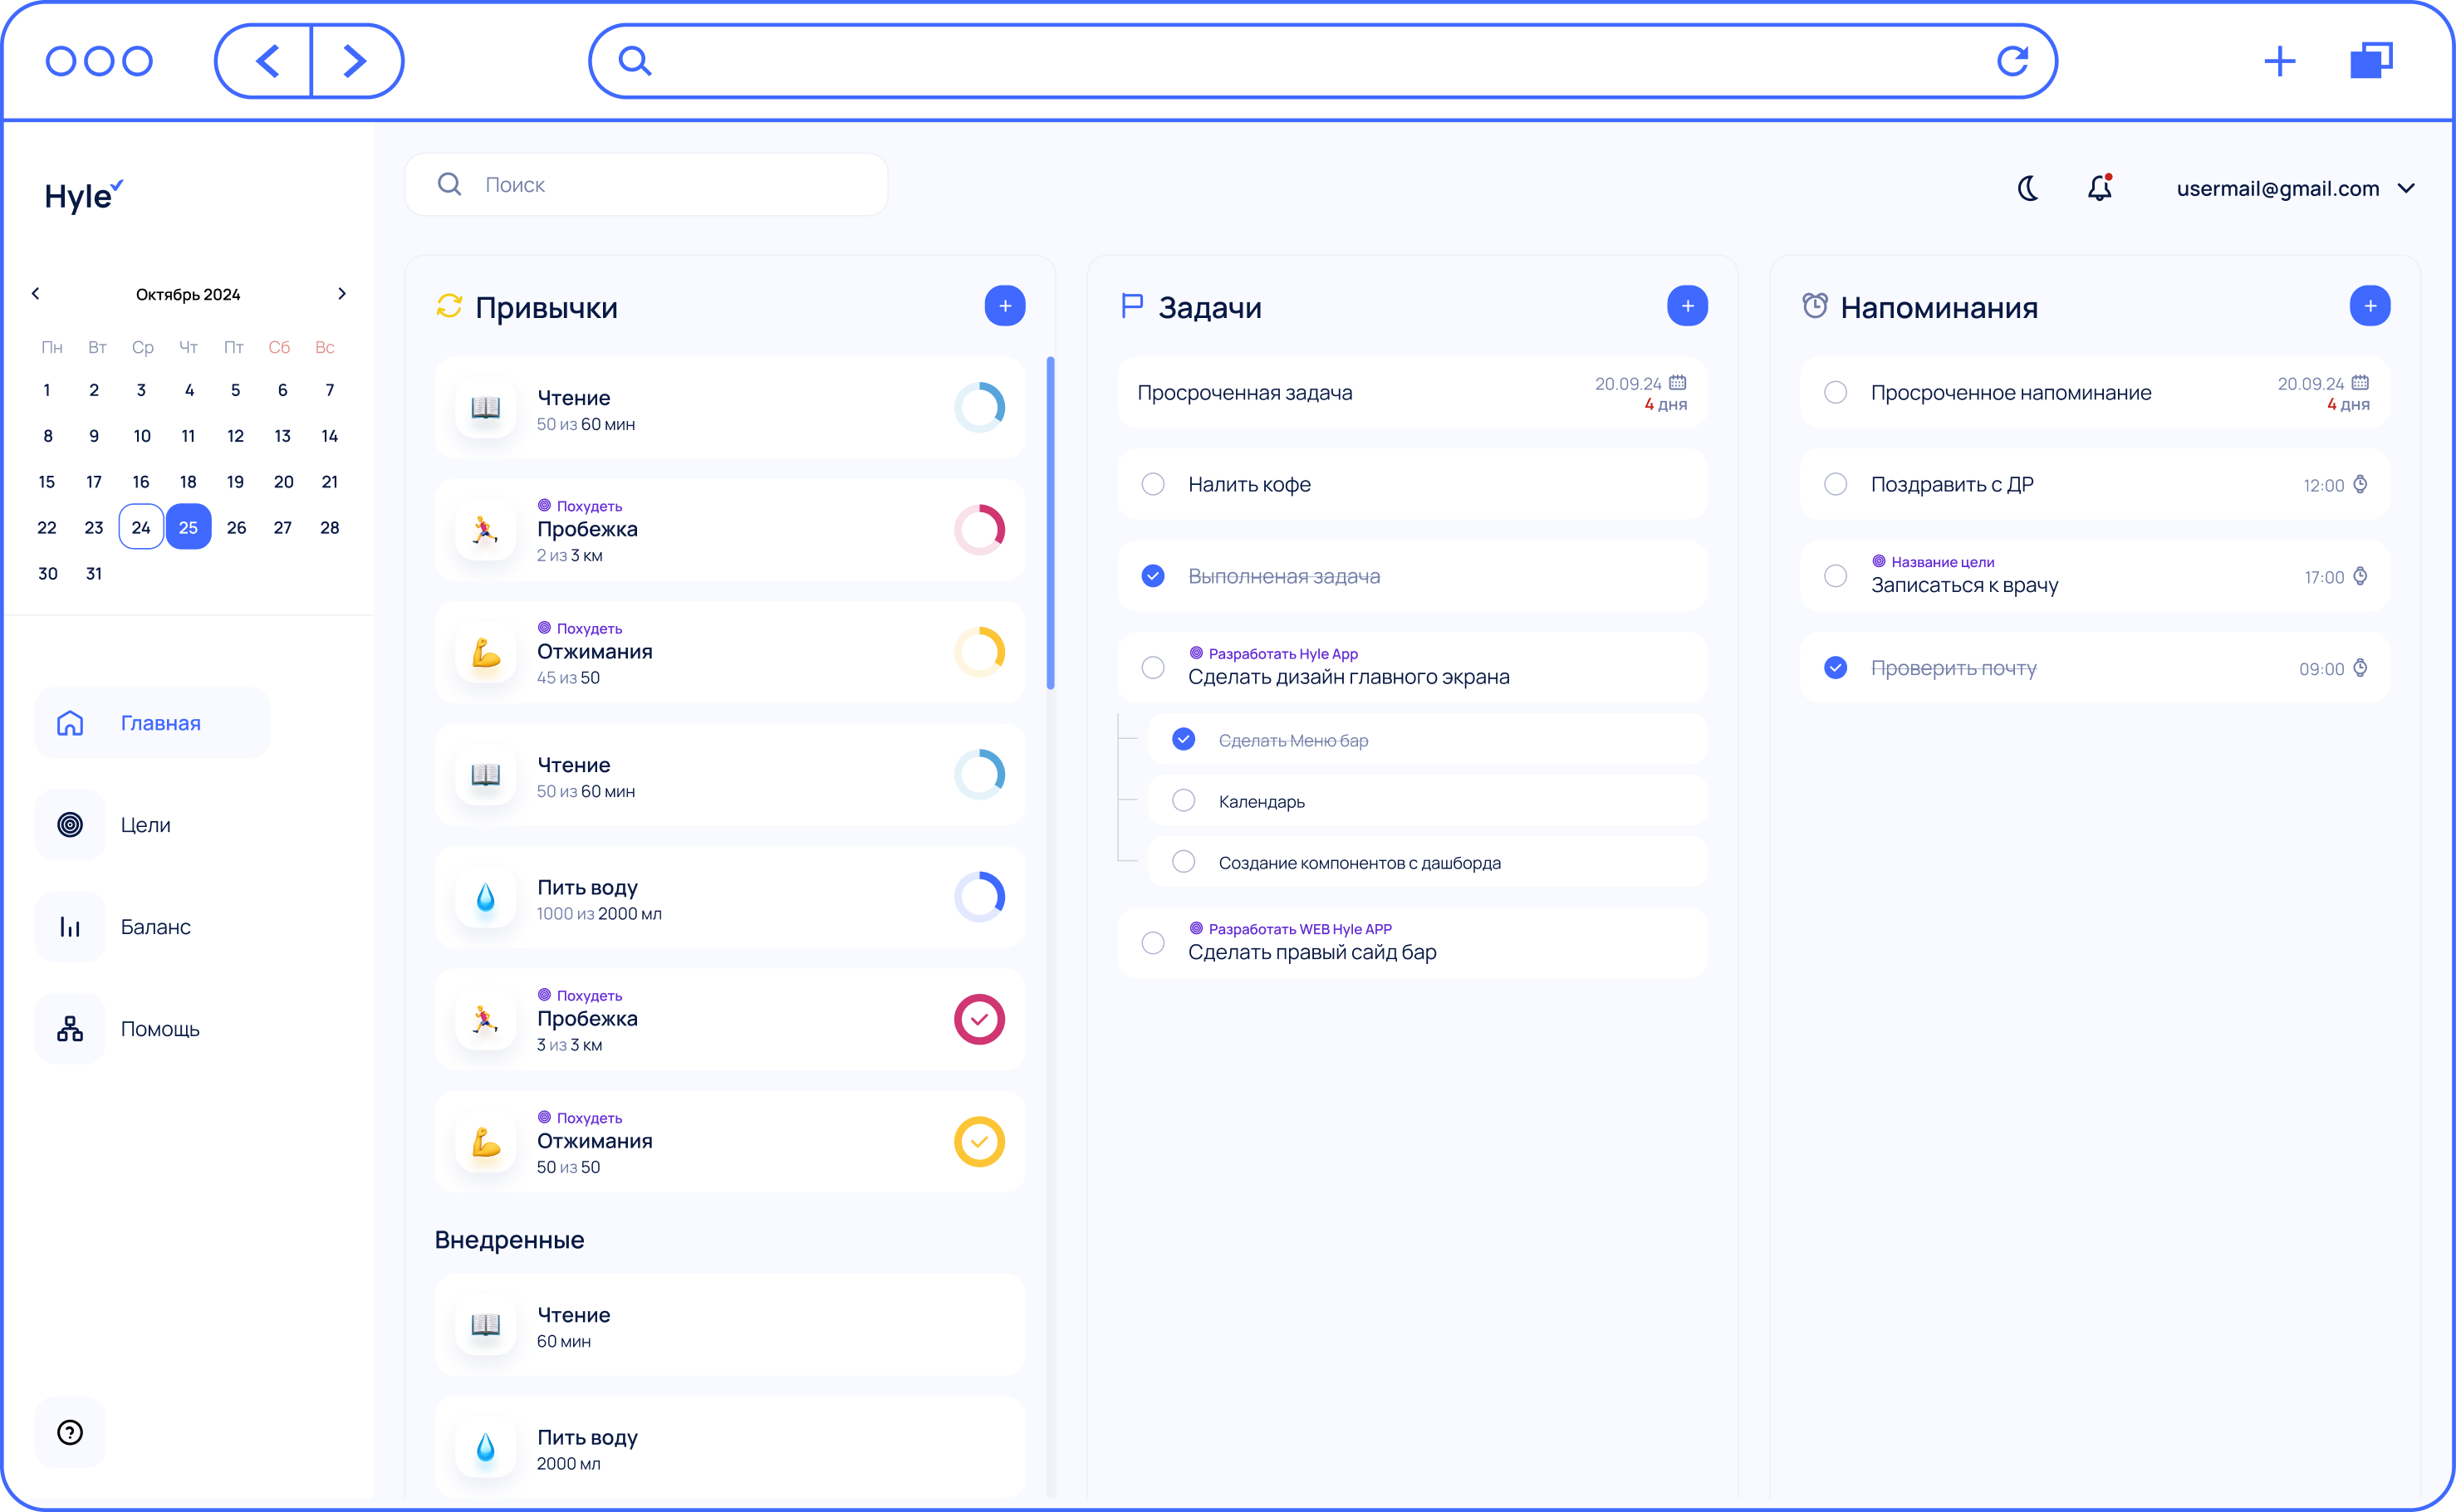 Hyle
Октябрь 2024
Пн Вт Ср Чт Пт Сб Вс
1 2 3 4 5 6 7
8 9 10 11 12 13 14
15 17 16 18 19 20 21
22 23 24 25 26 27 28
30 31
Главная
Цели
Баланс
Помощь
Поиск
usermail@gmail.com
Привычки
Чтение
50 из 60 мин
Похудеть
Пробежка
2 из 3 км
Похудеть
Отжимания
45 из 50
Чтение
50 из 60 мин
Пить воду
1000 из 2000 мл
Похудеть
Пробежка
3 из 3 км
Похудеть
Отжимания
50 из 50
Внедренные
Чтение
60 мин
Пить воду
2000 мл
Задачи
Просроченная задача
20.09.24
4 дня
Налить кофе
Выполненая задача
Разработать Hyle App
Сделать дизайн главного экрана
Сделать Меню бар
Календарь
Создание компонентов с дашборда
Разработать WEB Hyle APP
Сделать правый сайд бар
Напоминания
Просроченное напоминание
20.09.24
4 дня
Поздравить с ДР
12:00
Название цели
Записаться к врачу
17:00
Проверить почту
09:00